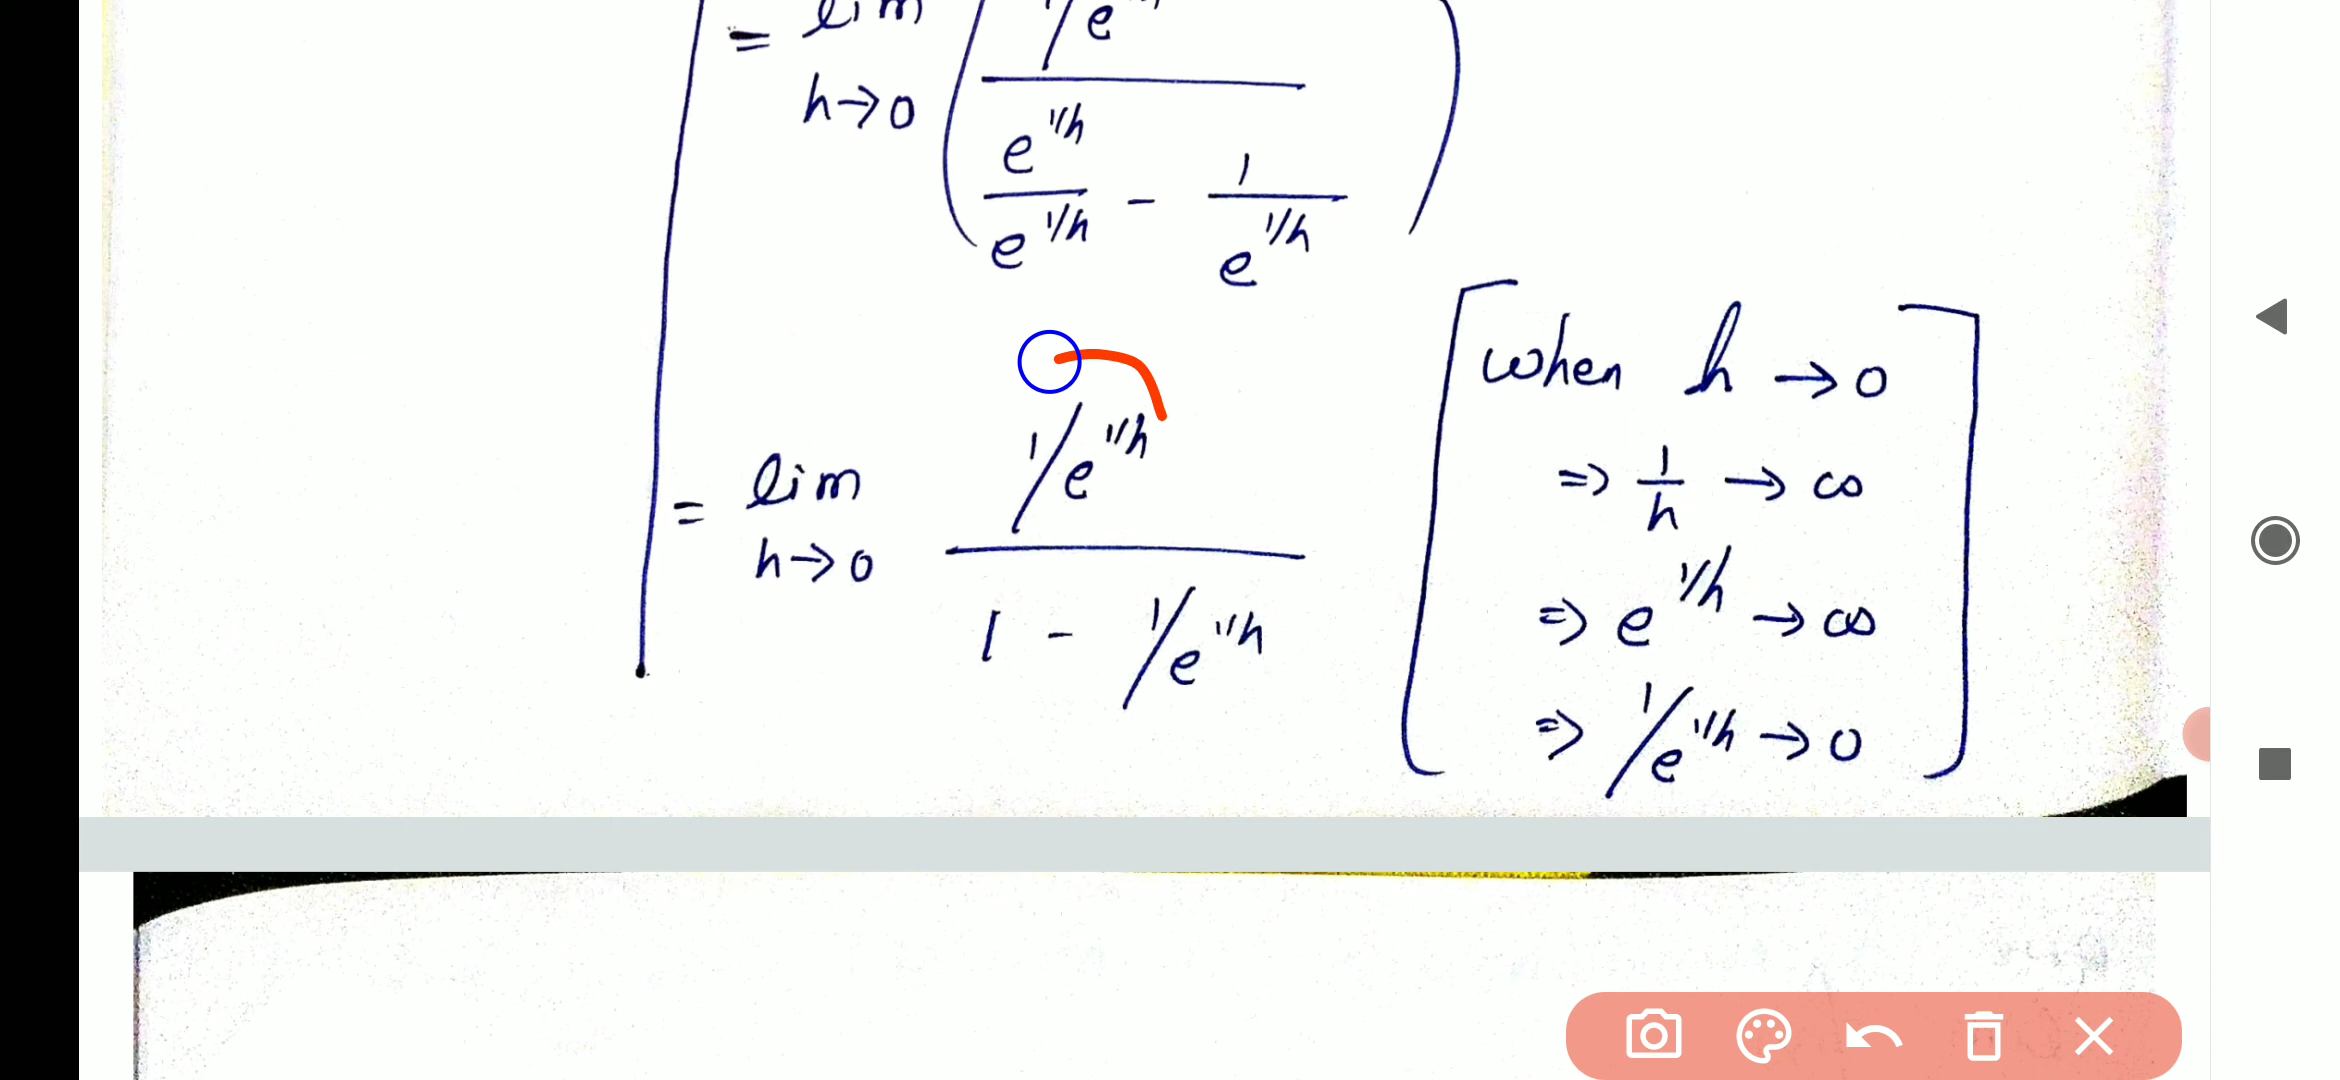 = lim 1/e
h→0
e^{1/h}/e^{1/h} - 1/e^{1/h}
= lim h→0 (1/e^{1/h})/(1 - 1/e^{1/h})
[When h → 0
⇒ 1/h → ∞
⇒ e^{1/h} → ∞
⇒ 1/e^{1/h} → 0]